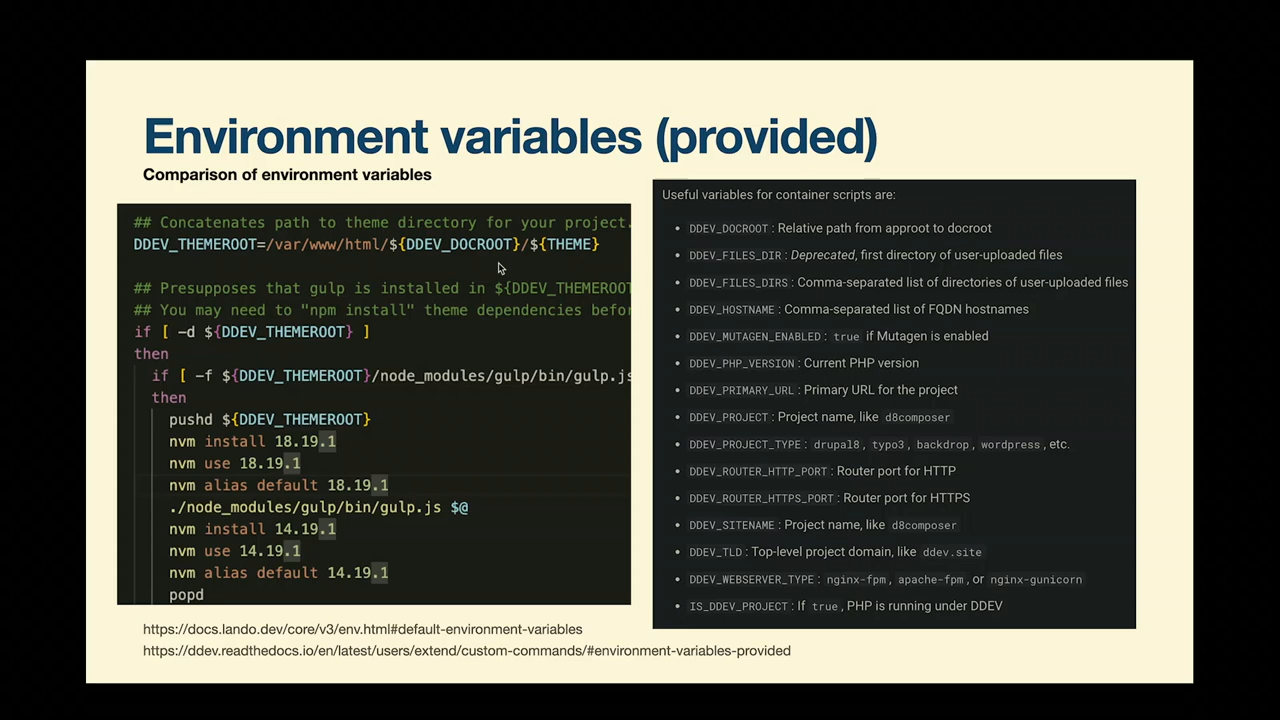 Environment variables (provided)
Comparison of environment variables
## Concatenates path to theme directory for your project.
DDEV_THEMEROOT=/var/www/html/${DDEV_DOCROOT}/${THEME}
## Presupposes that gulp is installed in ${DDEV_THEMEROOT
## You may need to "npm install" theme dependencies befor
if [ -d ${DDEV_THEMEROOT} ]
then
if [ -f ${DDEV_THEMEROOT}/node_modules/gulp/bin/gulp.js
then
pushd ${DDEV_THEMEROOT}
nvm install 18.19.1
nvm use 18.19.1
nvm alias default 18.19.1
./node_modules/gulp/bin/gulp.js $@
nvm install 14.19.1
nvm use 14.19.1
nvm alias default 14.19.1
popd
Useful variables for container scripts are:
• DDEV_DOCROOT: Relative path from approot to docroot
• DDEV_FILES_DIR: Deprecated, first directory of user-uploaded files
• DDEV_FILES_DIRS: Comma-separated list of directories of user-uploaded files
• DDEV_HOSTNAME: Comma-separated list of FQDN hostnames
• DDEV_MUTAGEN_ENABLED: true if Mutagen is enabled
• DDEV_PHP_VERSION: Current PHP version
• DDEV_PRIMARY_URL: Primary URL for the project
• DDEV_PROJECT: Project name, like d8composer
• DDEV_PROJECT_TYPE: drupal8, typo3, backdrop, wordpress, etc.
• DDEV_ROUTER_HTTP_PORT: Router port for HTTP
• DDEV_ROUTER_HTTPS_PORT: Router port for HTTPS
• DDEV_SITENAME: Project name, like d8composer
• DDEV_TLD: Top-level project domain, like ddev.site
• DDEV_WEBSERVER_TYPE: nginx-fpm, apache-fpm, or nginx-gunicorn
• IS_DDEV_PROJECT: If true, PHP is running under DDEV
https://docs.lando.dev/core/v3/env.html#default-environment-variables
https://ddev.readthedocs.io/en/latest/users/extend/custom-commands/#environment-variables-provided